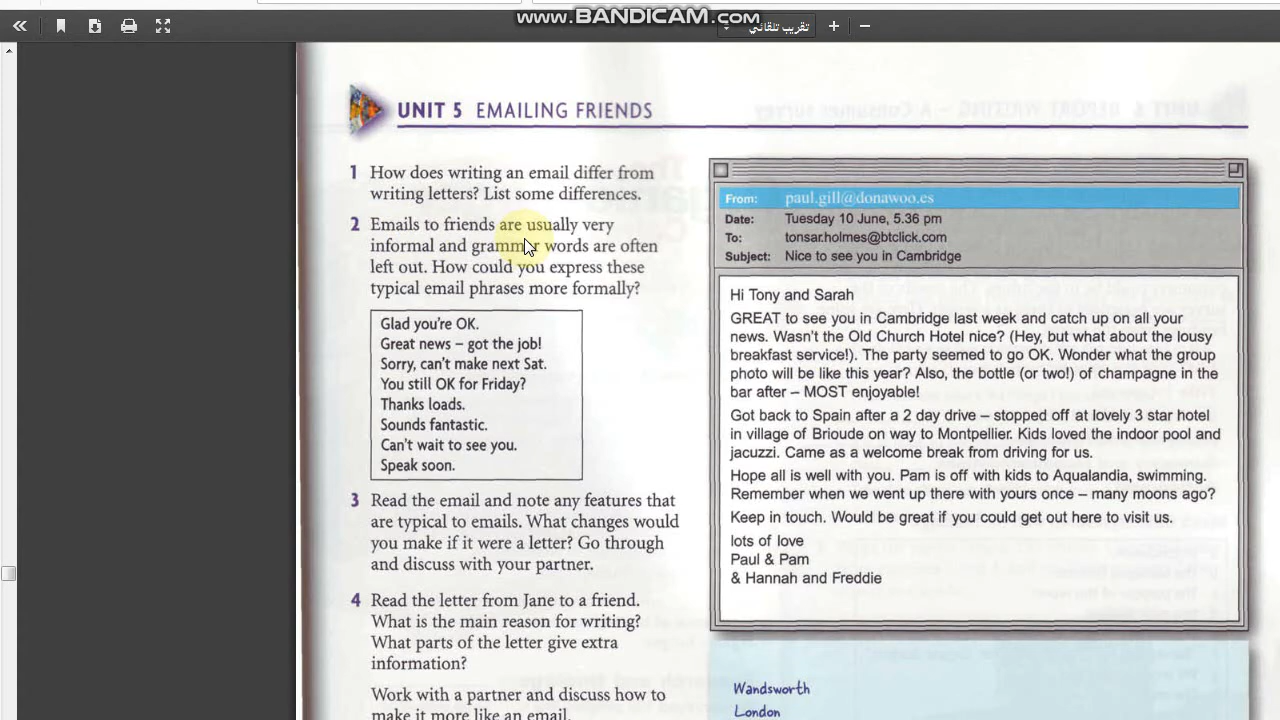 www.BANDICAM.com
تقريب تلقائي
UNIT 5 EMAILING FRIENDS
1 How does writing an email differ from
writing letters? List some differences.
2 Emails to friends are usually very
informal and grammar words are often
left out. How could you express these
typical email phrases more formally?
Glad you're OK.
Great news – got the job!
Sorry, can't make next Sat.
You still OK for Friday?
Thanks loads.
Sounds fantastic.
Can't wait to see you.
Speak soon.
3 Read the email and note any features that
are typical to emails. What changes would
you make if it were a letter? Go through
and discuss with your partner.
4 Read the letter from Jane to a friend.
What is the main reason for writing?
What parts of the letter give extra
information?
Work with a partner and discuss how to
make it more like an email.
From: paul.gill@donawoo.es
Date: Tuesday 10 June, 5.36 pm
To: tonsar.holmes@btclick.com
Subject: Nice to see you in Cambridge
Hi Tony and Sarah
GREAT to see you in Cambridge last week and catch up on all your
news. Wasn't the Old Church Hotel nice? (Hey, but what about the lousy
breakfast service!). The party seemed to go OK. Wonder what the group
photo will be like this year? Also, the bottle (or two!) of champagne in the
bar after – MOST enjoyable!
Got back to Spain after a 2 day drive – stopped off at lovely 3 star hotel
in village of Brioude on way to Montpellier. Kids loved the indoor pool and
jacuzzi. Came as a welcome break from driving for us.
Hope all is well with you. Pam is off with kids to Aqualandia, swimming.
Remember when we went up there with yours once – many moons ago?
Keep in touch. Would be great if you could get out here to visit us.
lots of love
Paul & Pam
& Hannah and Freddie
Wandsworth
London